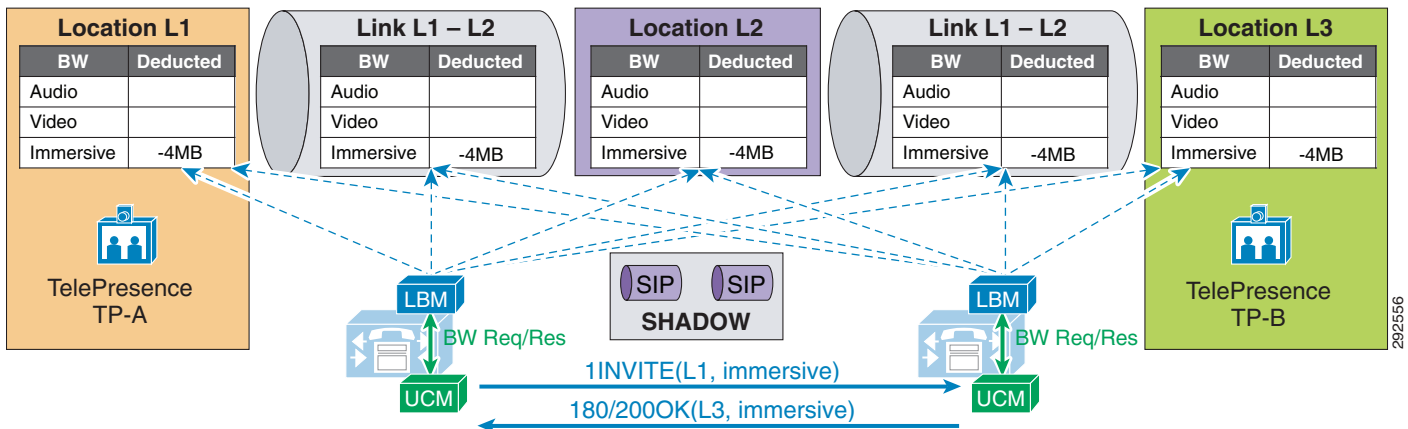 Location L1
BW Deducted
Audio
Video
Immersive -4MB
TelePresence
TP-A
Link L1 – L2
BW Deducted
Audio
Video
Immersive -4MB
Location L2
BW Deducted
Audio
Video
Immersive -4MB
Link L1 – L2
BW Deducted
Audio
Video
Immersive -4MB
Location L3
BW Deducted
Audio
Video
Immersive -4MB
TelePresence
TP-B
LBM
BW Req/Res
UCM
SIP SIP
SHADOW
LBM
BW Req/Res
UCM
1INVITE(L1, immersive)
180/200OK(L3, immersive)
292556